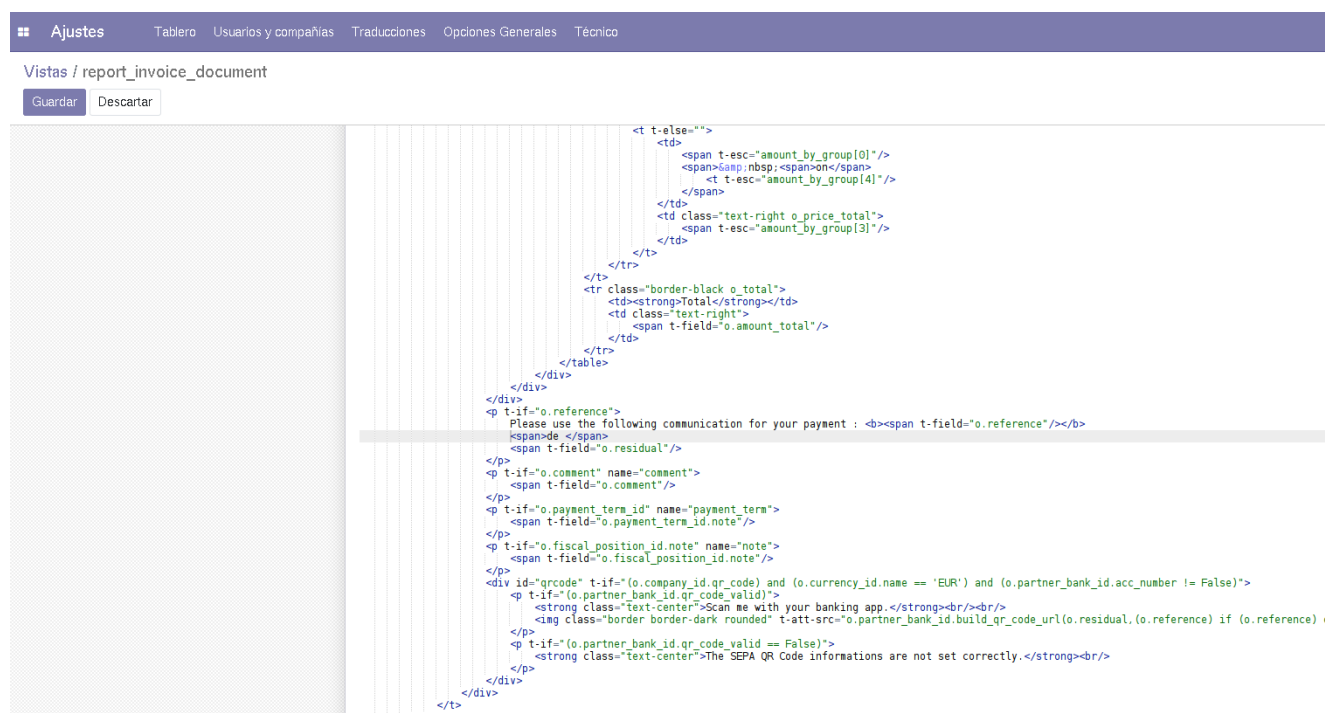 Ajustes Tablero Usuarios y compañías Traducciones Opciones Generales Técnico
Vistas / report_invoice_document
Guardar Descartar
<t t-else="">
<td>
<span t-esc="amount_by_group[0]"/>
<span>&amp;nbsp;<span>on</span>
<t t-esc="amount_by_group[4]"/>
</span>
</td>
<td class="text-right o_price_total">
<span t-esc="amount_by_group[3]"/>
</td>
</t>
</tr>
</t>
<tr class="border-black o_total">
<td><strong>Total</strong></td>
<td class="text-right">
<span t-field="o.amount_total"/>
</td>
</tr>
</table>
</div>
</div>
</div>
<p t-if="o.reference">
Please use the following communication for your payment : <b><span t-field="o.reference"/></b>
<span>de </span>
<span t-field="o.residual"/>
</p>
<p t-if="o.comment" name="comment">
<span t-field="o.comment"/>
</p>
<p t-if="o.payment_term_id" name="payment_term">
<span t-field="o.payment_term_id.note"/>
</p>
<p t-if="o.fiscal_position_id.note" name="note">
<span t-field="o.fiscal_position_id.note"/>
</p>
<div id="qrcode" t-if="(o.company_id.qr_code) and (o.currency_id.name == 'EUR') and (o.partner_bank_id.acc_number != False)">
<p t-if="(o.partner_bank_id.qr_code_valid)">
<strong class="text-center">Scan me with your banking app.</strong><br/><br/>
<img class="border border-dark rounded" t-att-src="o.partner_bank_id.build_qr_code_url(o.residual,(o.reference) if (o.reference)
</p>
<p t-if="(o.partner_bank_id.qr_code_valid == False)">
<strong class="text-center">The SEPA QR Code informations are not set correctly.</strong><br/>
</p>
</div>
</div>
</t>